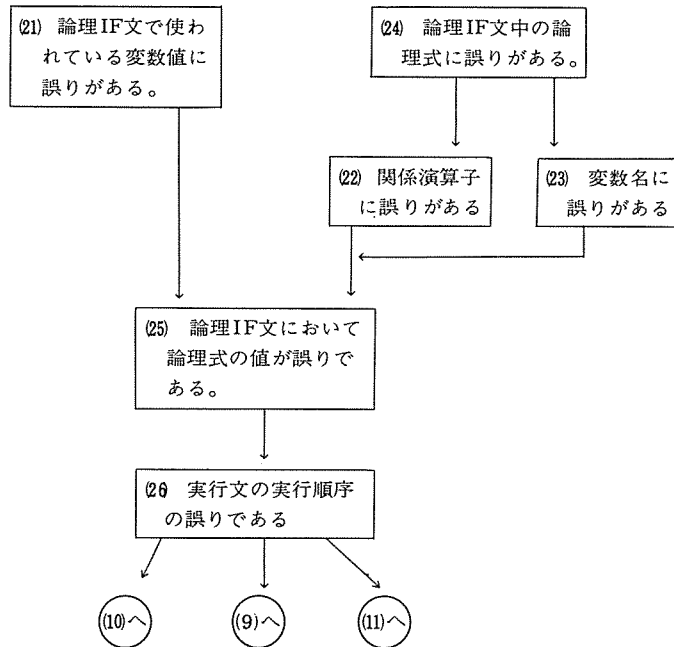 (21) 論理IF文で使わ
れている変数値に
誤りがある。
(24) 論理IF文中の論
理式に誤りがある。
(22) 関係演算子
に誤りがある
(23) 変数名に
誤りがある
(25) 論理IF文において
論理式の値が誤りで
ある。
(26) 実行文の実行順序
の誤りである
(10)へ
(9)へ
(11)へ